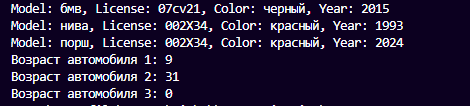 Model: бмв, License: 07cv21, Color: черный, Year: 2015
Model: нива, License: 002X34, Color: красный, Year: 1993
Model: порш, License: 002X34, Color: красный, Year: 2024
Возраст автомобиля 1: 9
Возраст автомобиля 2: 31
Возраст автомобиля 3: 0